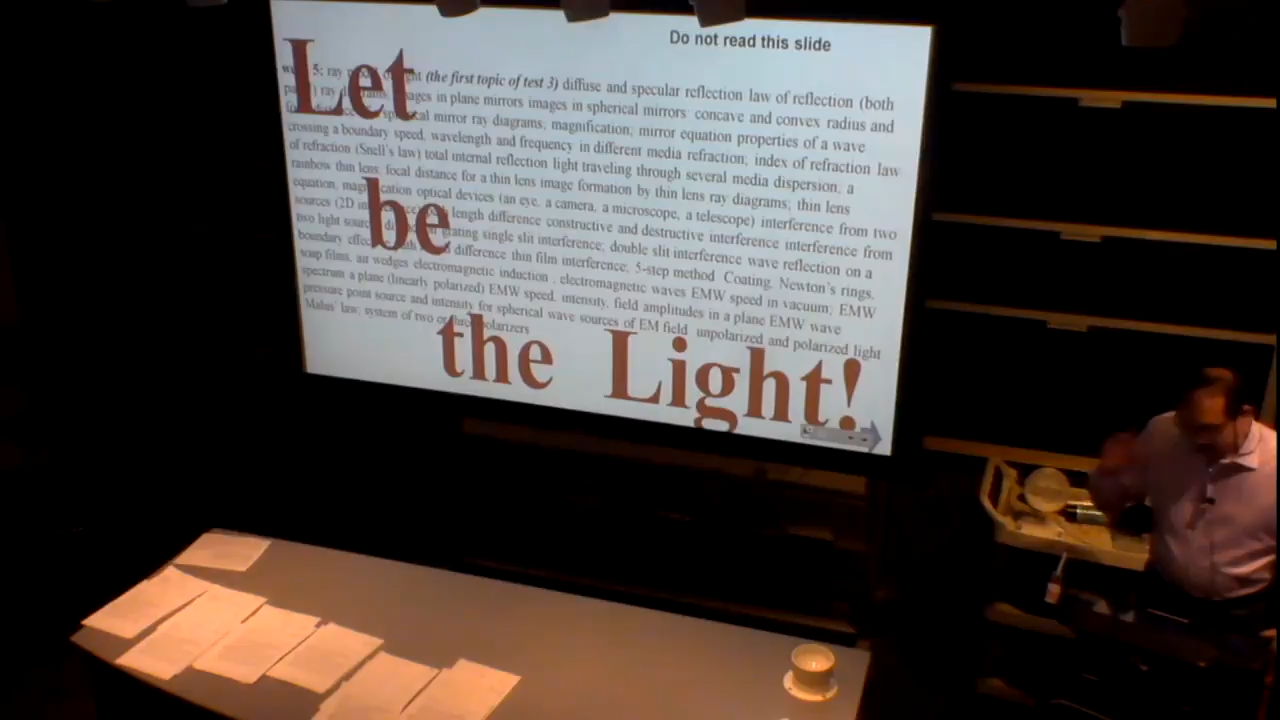 Do not read this slide
Let
5; ray (the first topic of test 3) diffuse and specular reflection law of reflection (both
ray images in plane mirrors images in spherical mirrors concave and convex radius and
mirror ray diagrams; magnification; mirror equation properties of a wave
crossing a boundary speed, wavelength and frequency in different media refraction; index of refraction law
of refraction (Snell's law) total internal reflection light traveling through several media dispersion, a
rainbow thin lens; focal distance for a thin lens image formation by thin lens ray diagrams; thin lens
equation, optical devices (an eye, a camera, a microscope, a telescope) interference from two
sources (2D length difference constructive and destructive interference interference from
two light grating single slit interference; double slit interference wave reflection on a
boundary difference thin film interference, 5-step method Coating, Newton's rings,
soap films, air wedges electromagnetic induction , electromagnetic waves EMW speed in vacuum; EMW
spectrum a plane (linearly polarized) EMW speed, intensity, field amplitudes in a plane EMW wave
pressure point source and intensity for spherical wave sources of EM field unpolarized and polarized light
Malus' law; system of two or three polarizers
be
the Light!